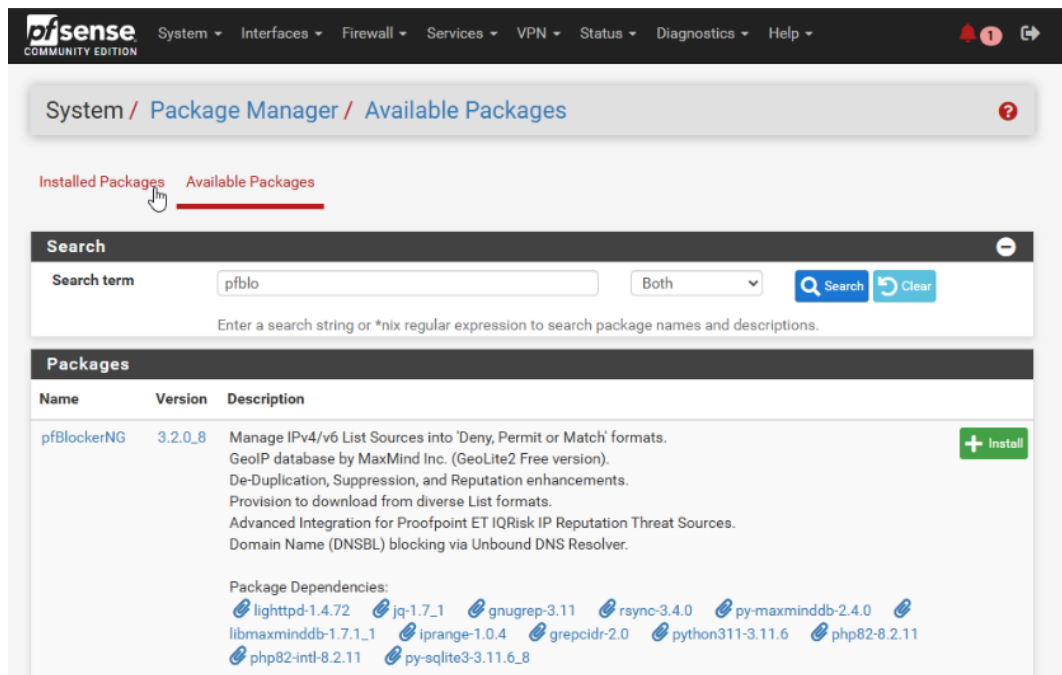 pfsense
COMMUNITY EDITION
System Interfaces Firewall Services VPN Status Diagnostics Help 1
System / Package Manager / Available Packages
Installed Packages Available Packages
Search
Search term pfblo Both Search Clear
Enter a search string or *nix regular expression to search package names and descriptions.
Packages
Name Version Description
pfBlockerNG 3.2.0_8 Manage IPv4/v6 List Sources into 'Deny, Permit or Match' formats. Install
GeoIP database by MaxMind Inc. (GeoLite2 Free version).
De-Duplication, Suppression, and Reputation enhancements.
Provision to download from diverse List formats.
Advanced Integration for Proofpoint ET IQRisk IP Reputation Threat Sources.
Domain Name (DNSBL) blocking via Unbound DNS Resolver.
Package Dependencies:
lighttpd-1.4.72 jq-1.7_1 gnugrep-3.11 rsync-3.4.0 py-maxminddb-2.4.0
libmaxminddb-1.7.1_1 iprange-1.0.4 grepcidr-2.0 python311-3.11.6 php82-8.2.11
php82-intl-8.2.11 py-sqlite3-3.11.6_8